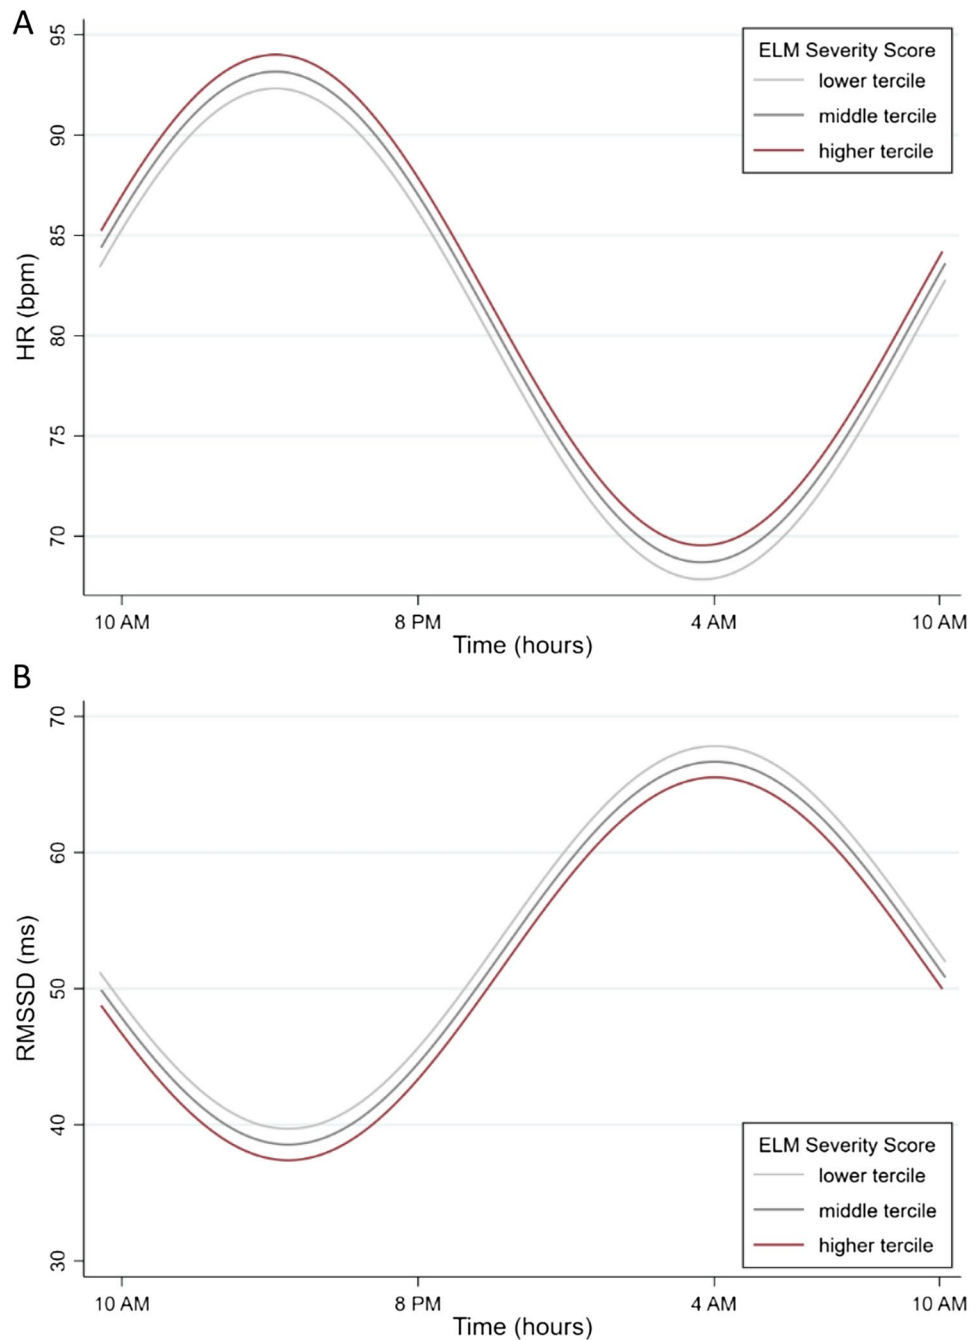 A
95
90
85
80
75
70
HR (bpm)
ELM Severity Score
lower tercile
middle tercile
higher tercile
10 AM 8 PM 4 AM 10 AM
Time (hours)
B
70
60
50
40
30
RMSSD (ms)
ELM Severity Score
lower tercile
middle tercile
higher tercile
10 AM 8 PM 4 AM 10 AM
Time (hours)